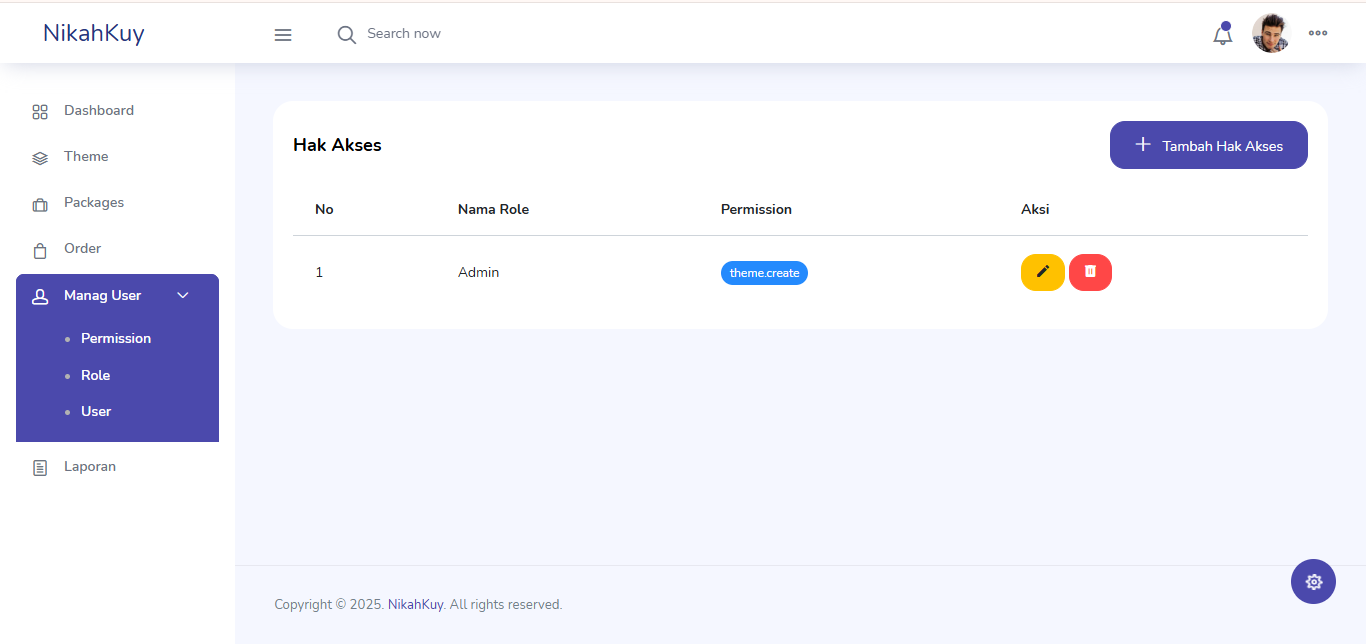 NikahKuy
Search now
Dashboard
Theme
Packages
Order
Manag User
Permission
Role
User
Laporan
Hak Akses
Tambah Hak Akses
No Nama Role Permission Aksi
1 Admin theme.create
Copyright © 2025. NikahKuy. All rights reserved.